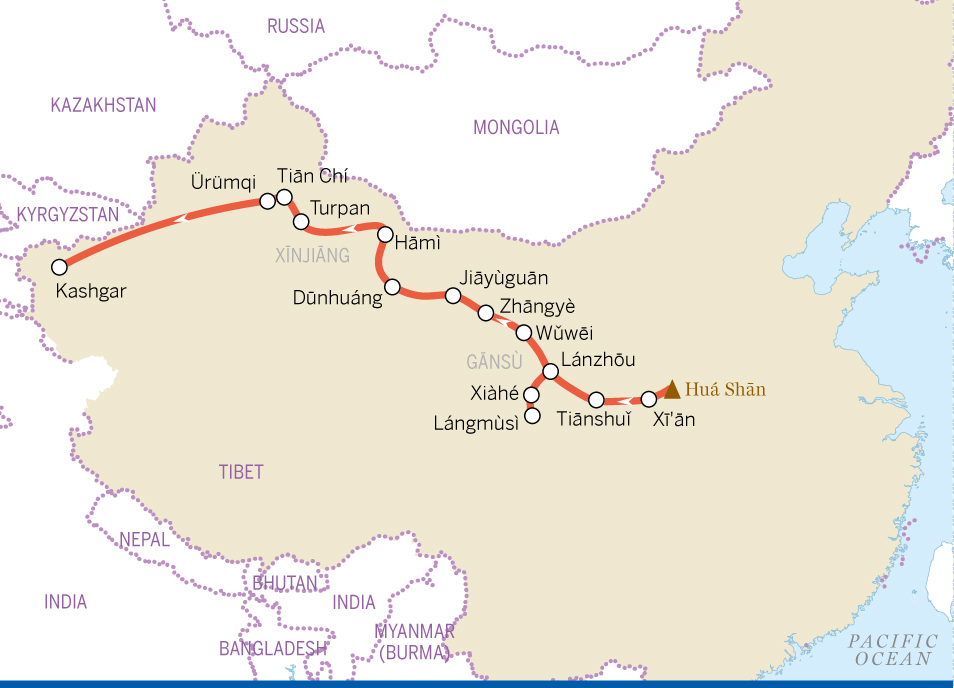 RUSSIA
KAZAKHSTAN
MONGOLIA
Tiān Chí
Ürümqi
Turpan
KYRGYZSTAN
Hāmì
XĪNJIĀNG
Jiāyùguān
Kashgar
Dūnhuáng
Zhāngyè
Wǔwēi
Lánzhōu
GĀNSÙ
Huá Shān
Xiàhé
Lángmùsì
Tiānshuǐ
Xī'ān
TIBET
NEPAL
BHUTAN
INDIA
INDIA
MYANMAR
(BURMA)
BANGLADESH
PACIFIC
OCEAN